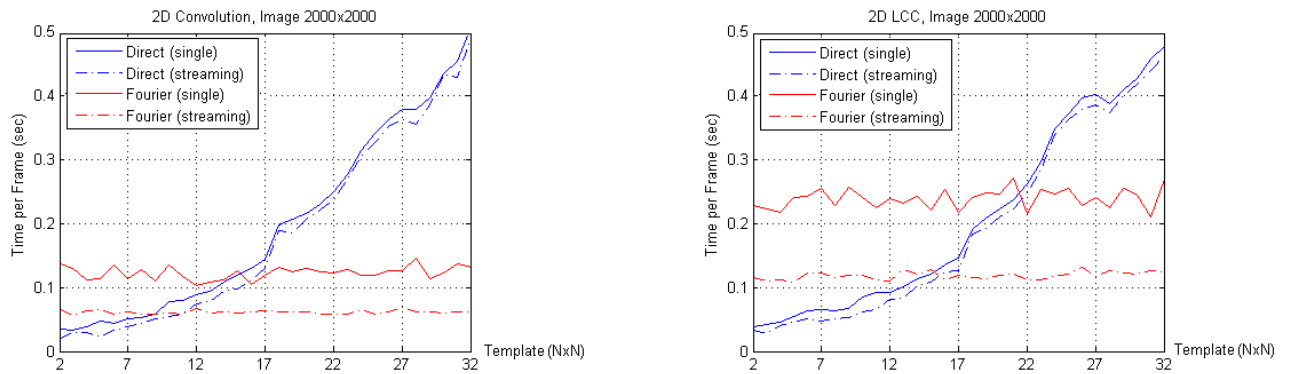 2D Convolution, Image 2000x2000
Time per Frame (sec)
0.5
0.4
0.3
0.2
0.1
0
Direct (single)
Direct (streaming)
Fourier (single)
Fourier (streaming)
2 7 12 17 22 27 32
Template (NxN)
2D LCC, Image 2000x2000
Time per Frame (sec)
0.5
0.4
0.3
0.2
0.1
0
Direct (single)
Direct (streaming)
Fourier (single)
Fourier (streaming)
2 7 12 17 22 27 32
Template (NxN)